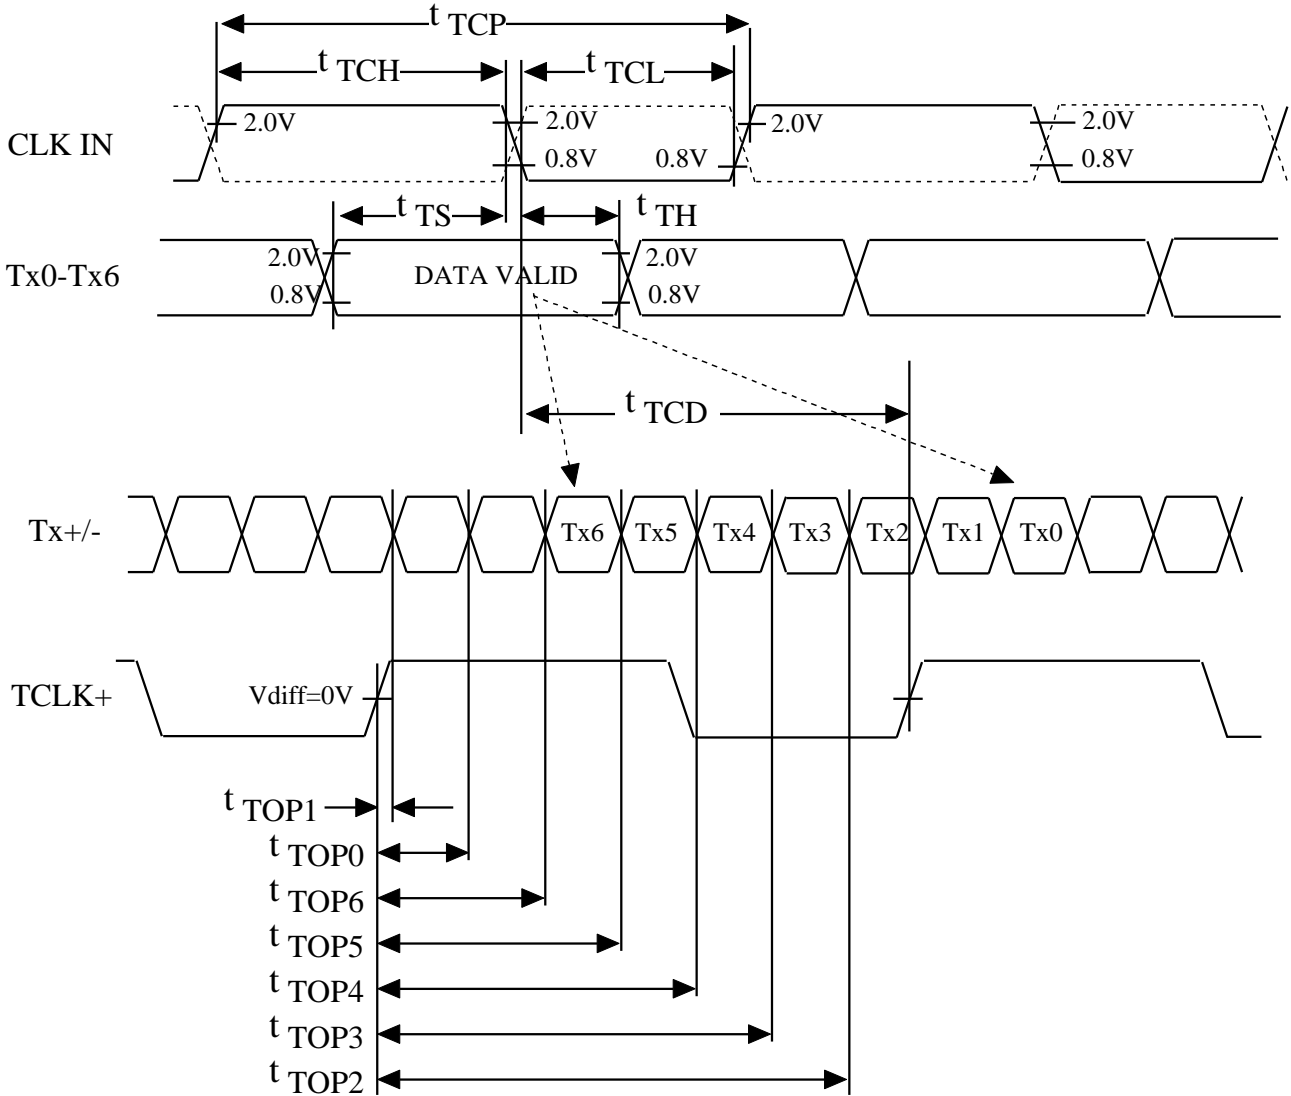 t TCP
t TCH
t TCL
CLK IN
2.0V
2.0V
2.0V
2.0V
0.8V
0.8V
0.8V
t TS
t TH
Tx0-Tx6
2.0V
DATA VALID
2.0V
0.8V
0.8V
t TCD
Tx+/-
Tx6
Tx5
Tx4
Tx3
Tx2
Tx1
Tx0
TCLK+
Vdiff=0V
t TOP1
t TOP0
t TOP6
t TOP5
t TOP4
t TOP3
t TOP2